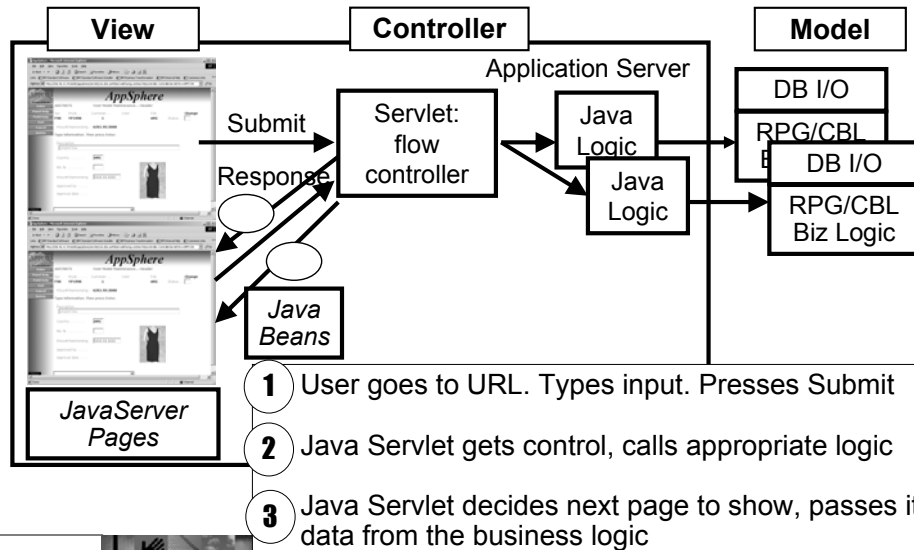 View
Controller
Model
Application Server
AppSphere
Submit
Response
Servlet:
flow
controller
Java
Logic
Java
Logic
DB I/O
RPG/CBL
DB I/O
RPG/CBL
Biz Logic
AppSphere
Java
Beans
JavaServer
Pages
1 User goes to URL. Types input. Presses Submit
2 Java Servlet gets control, calls appropriate logic
3 Java Servlet decides next page to show, passes it
data from the business logic